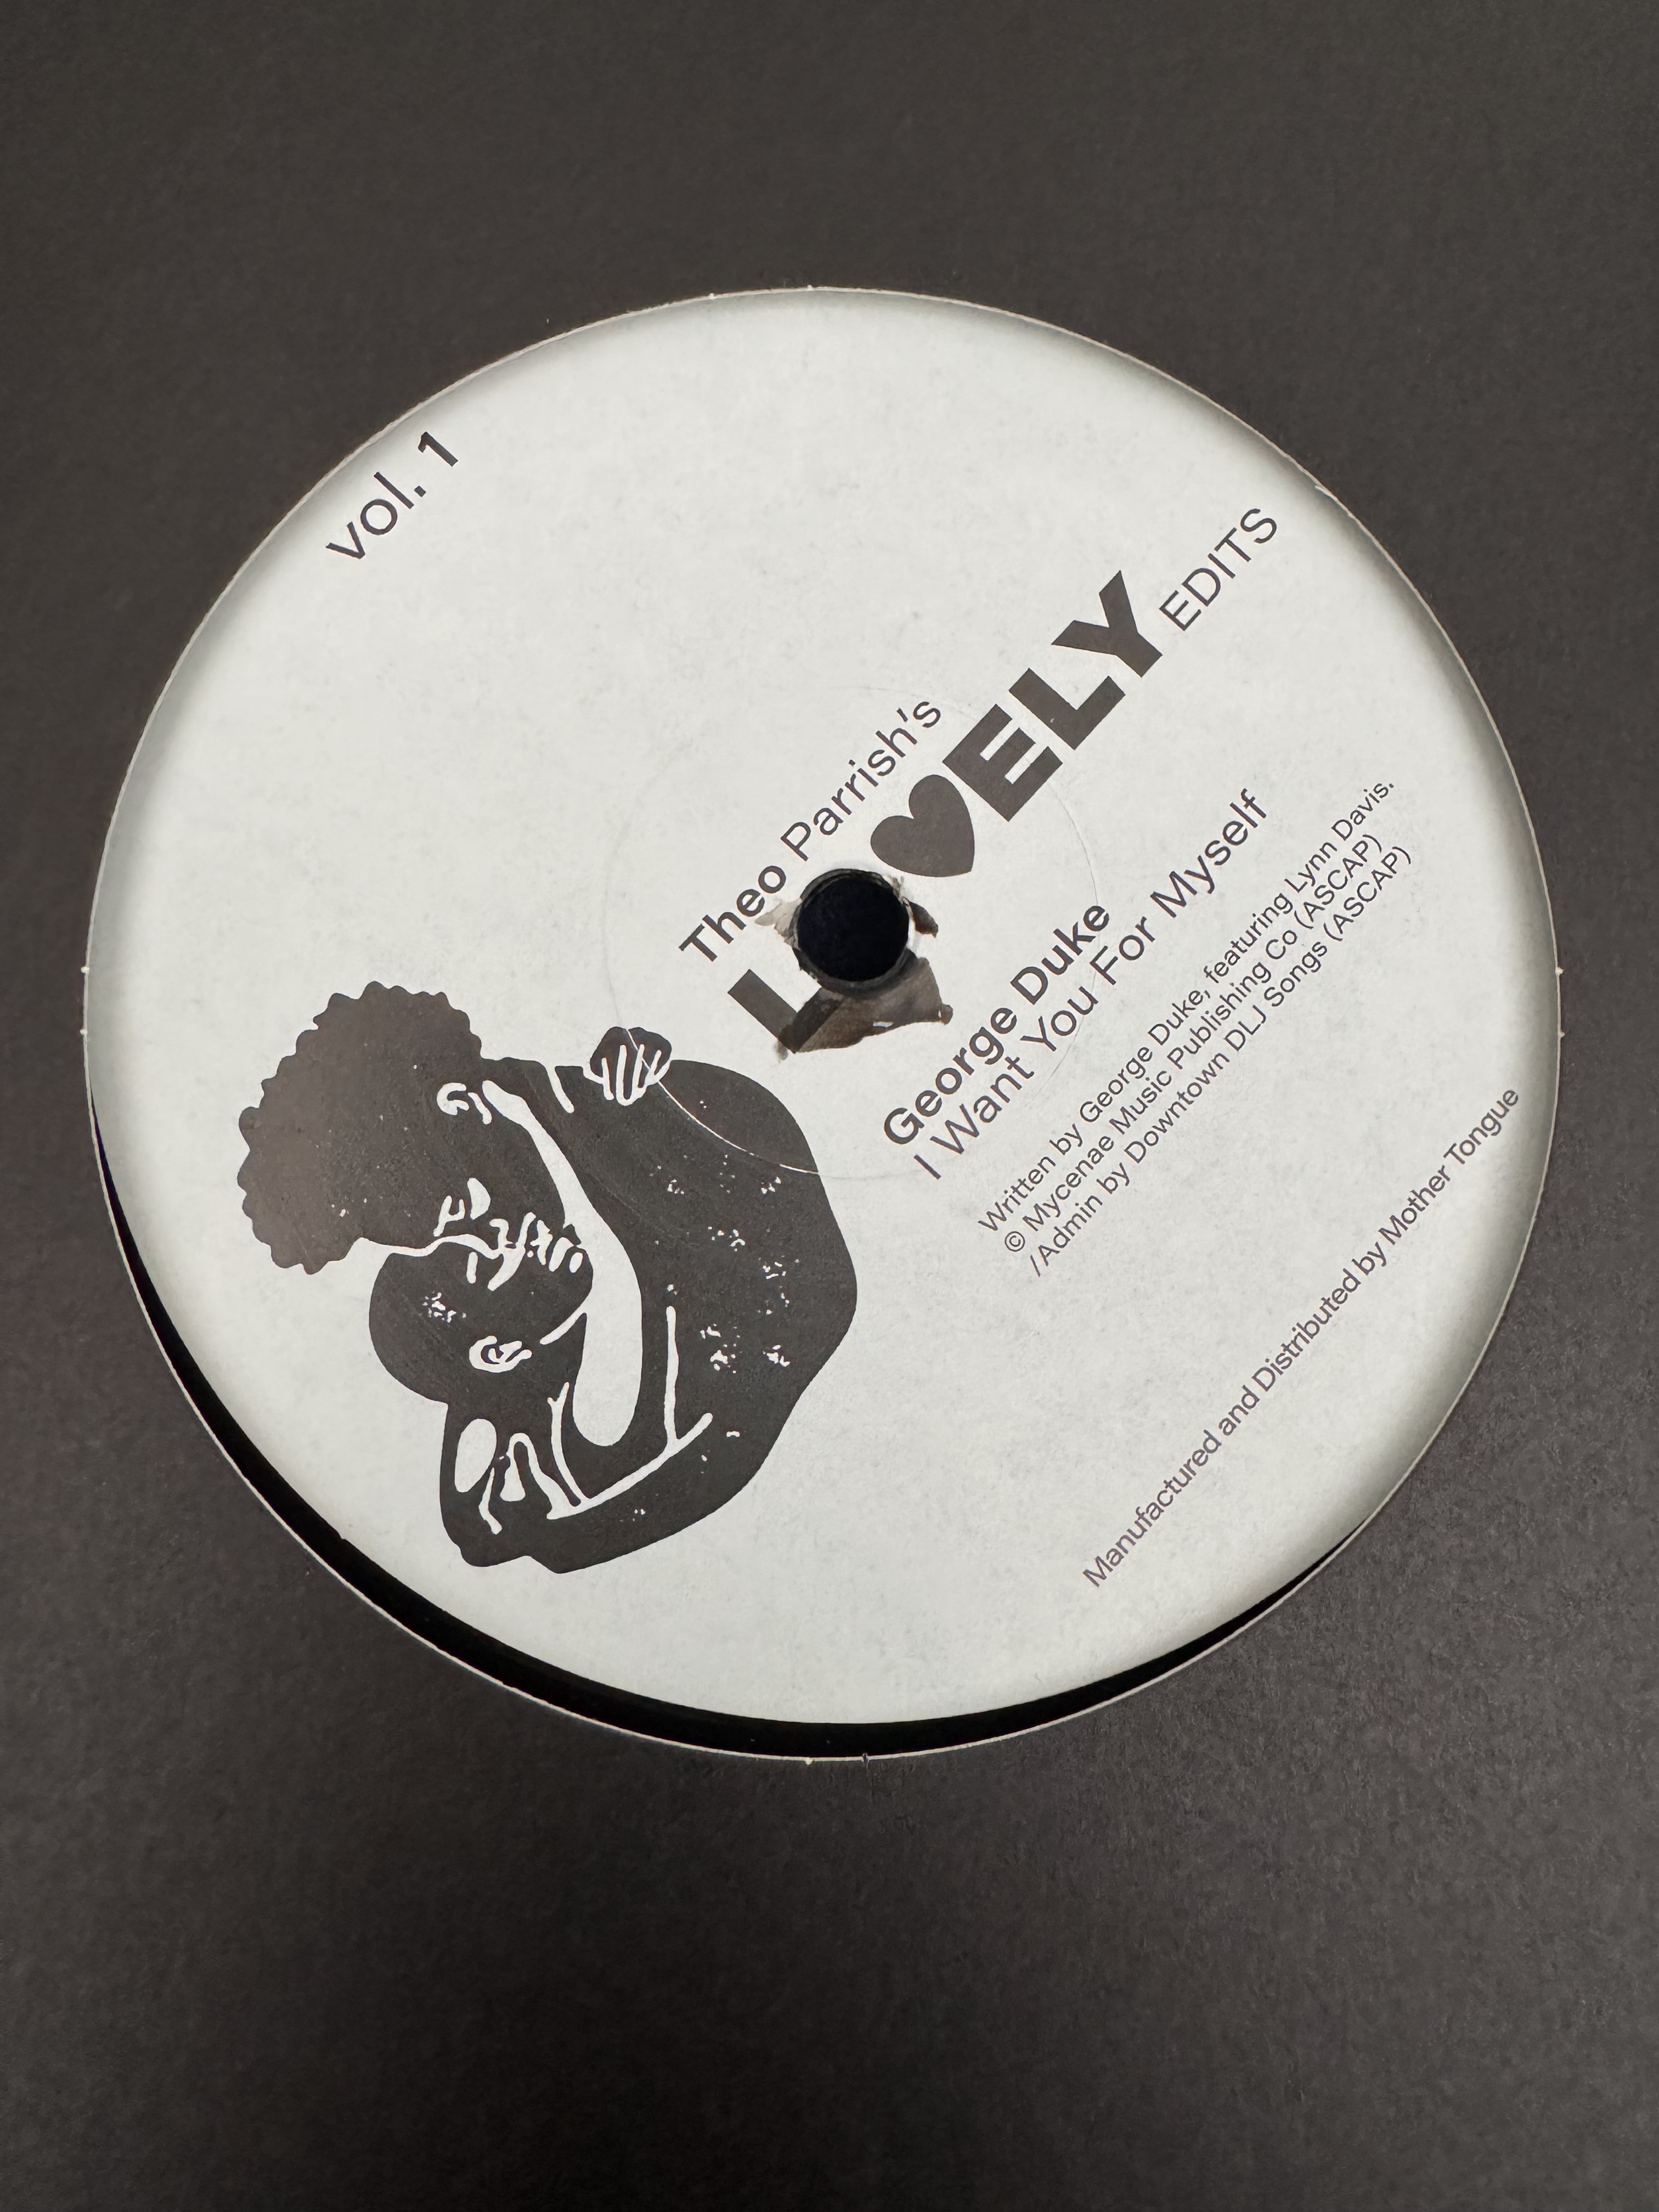 vol. 1
Theo Parrish's
L♥VELY EDITS
George Duke
I Want You For Myself
Written by George Duke, featuring Lynn Davis.
© Mycenae Music Publishing Co (ASCAP)
/Admin by Downtown DLJ Songs (ASCAP)
Manufactured and Distributed by Mother Tongue